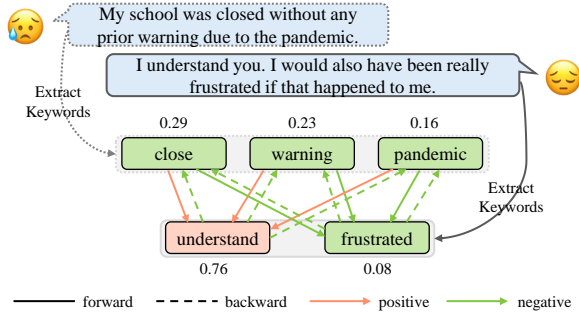 My school was closed without any
prior warning due to the pandemic.
I understand you. I would also have been really
frustrated if that happened to me.
Extract
Keywords
0.29
0.23
0.16
close
warning
pandemic
Extract
Keywords
understand
frustrated
0.76
0.08
forward
backward
positive
negative